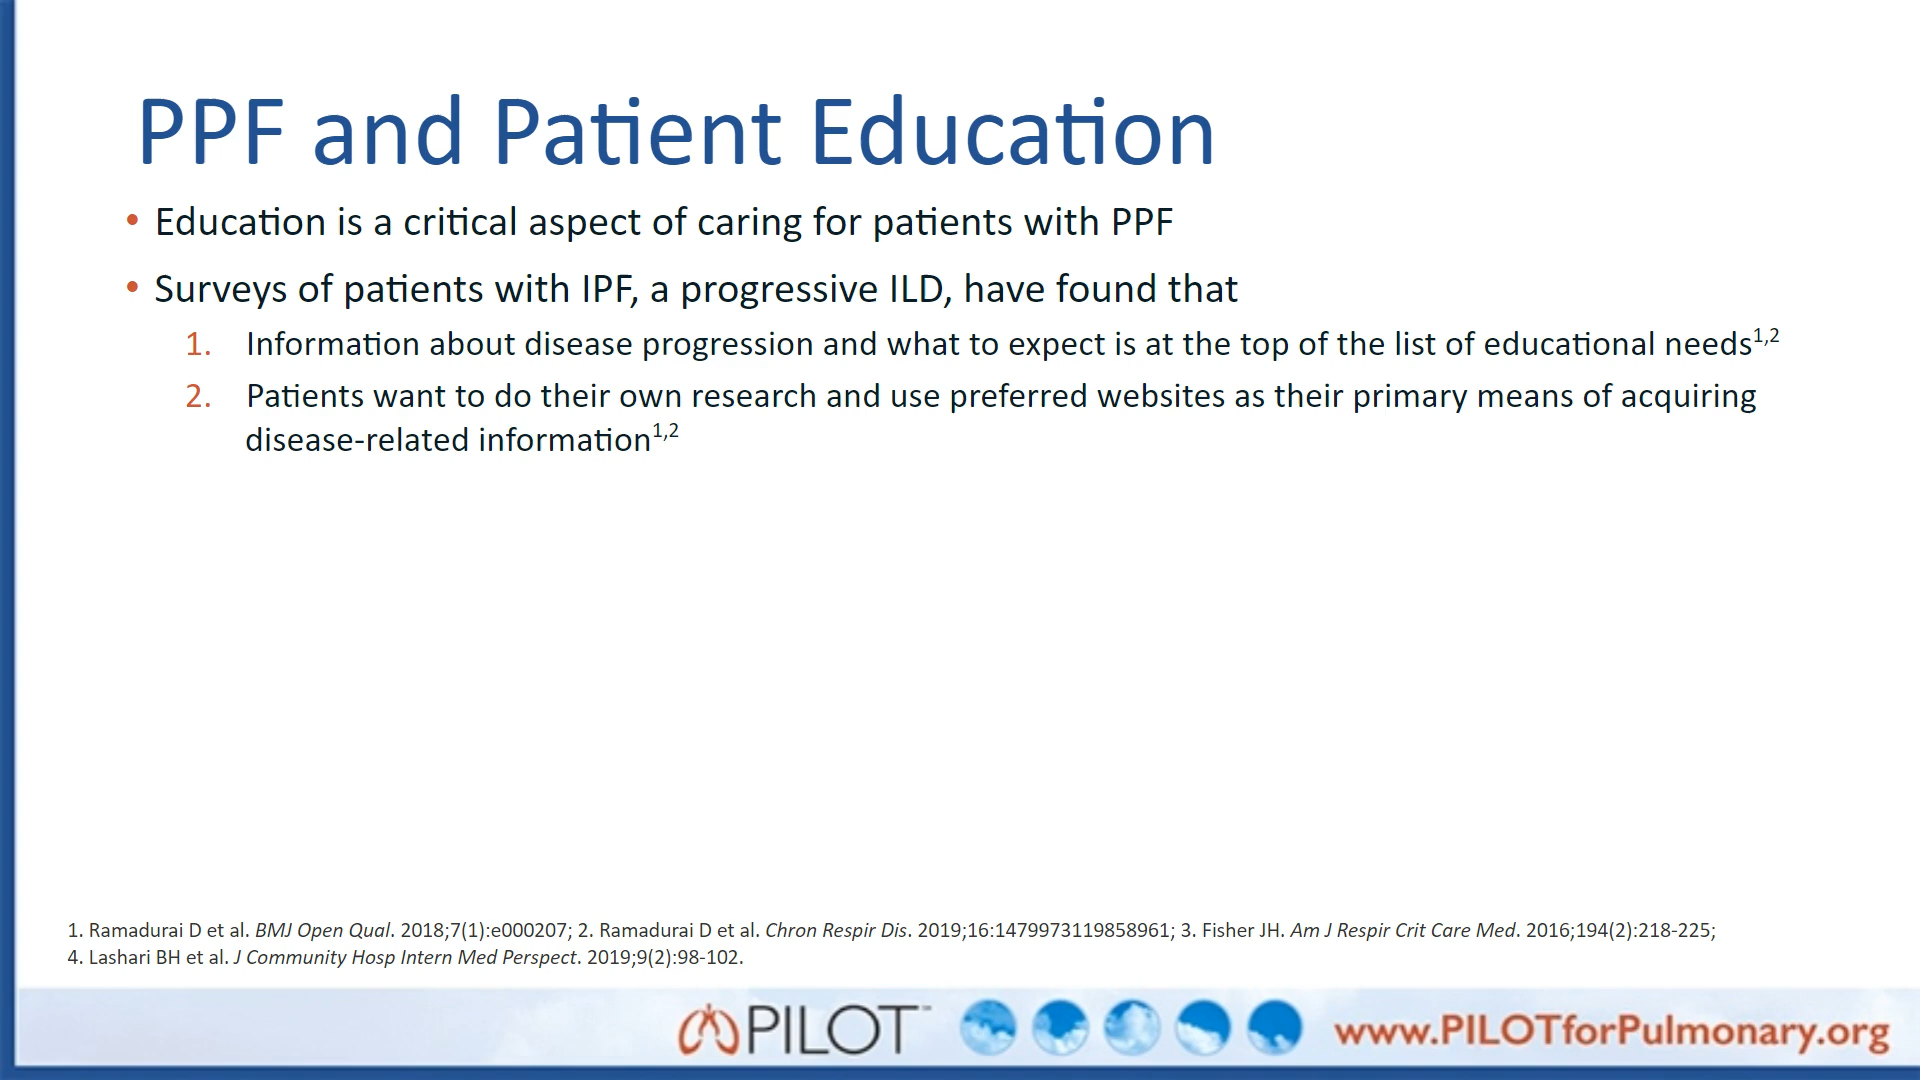 PPF and Patient Education
• Education is a critical aspect of caring for patients with PPF
• Surveys of patients with IPF, a progressive ILD, have found that
1. Information about disease progression and what to expect is at the top of the list of educational needs1,2
2. Patients want to do their own research and use preferred websites as their primary means of acquiring
disease-related information1,2
1. Ramadurai D et al. BMJ Open Qual. 2018;7(1):e000207; 2. Ramadurai D et al. Chron Respir Dis. 2019;16:1479973119858961; 3. Fisher JH. Am J Respir Crit Care Med. 2016;194(2):218-225;
4. Lashari BH et al. J Community Hosp Intern Med Perspect. 2019;9(2):98-102.
PILOT™ www.PILOTforPulmonary.org